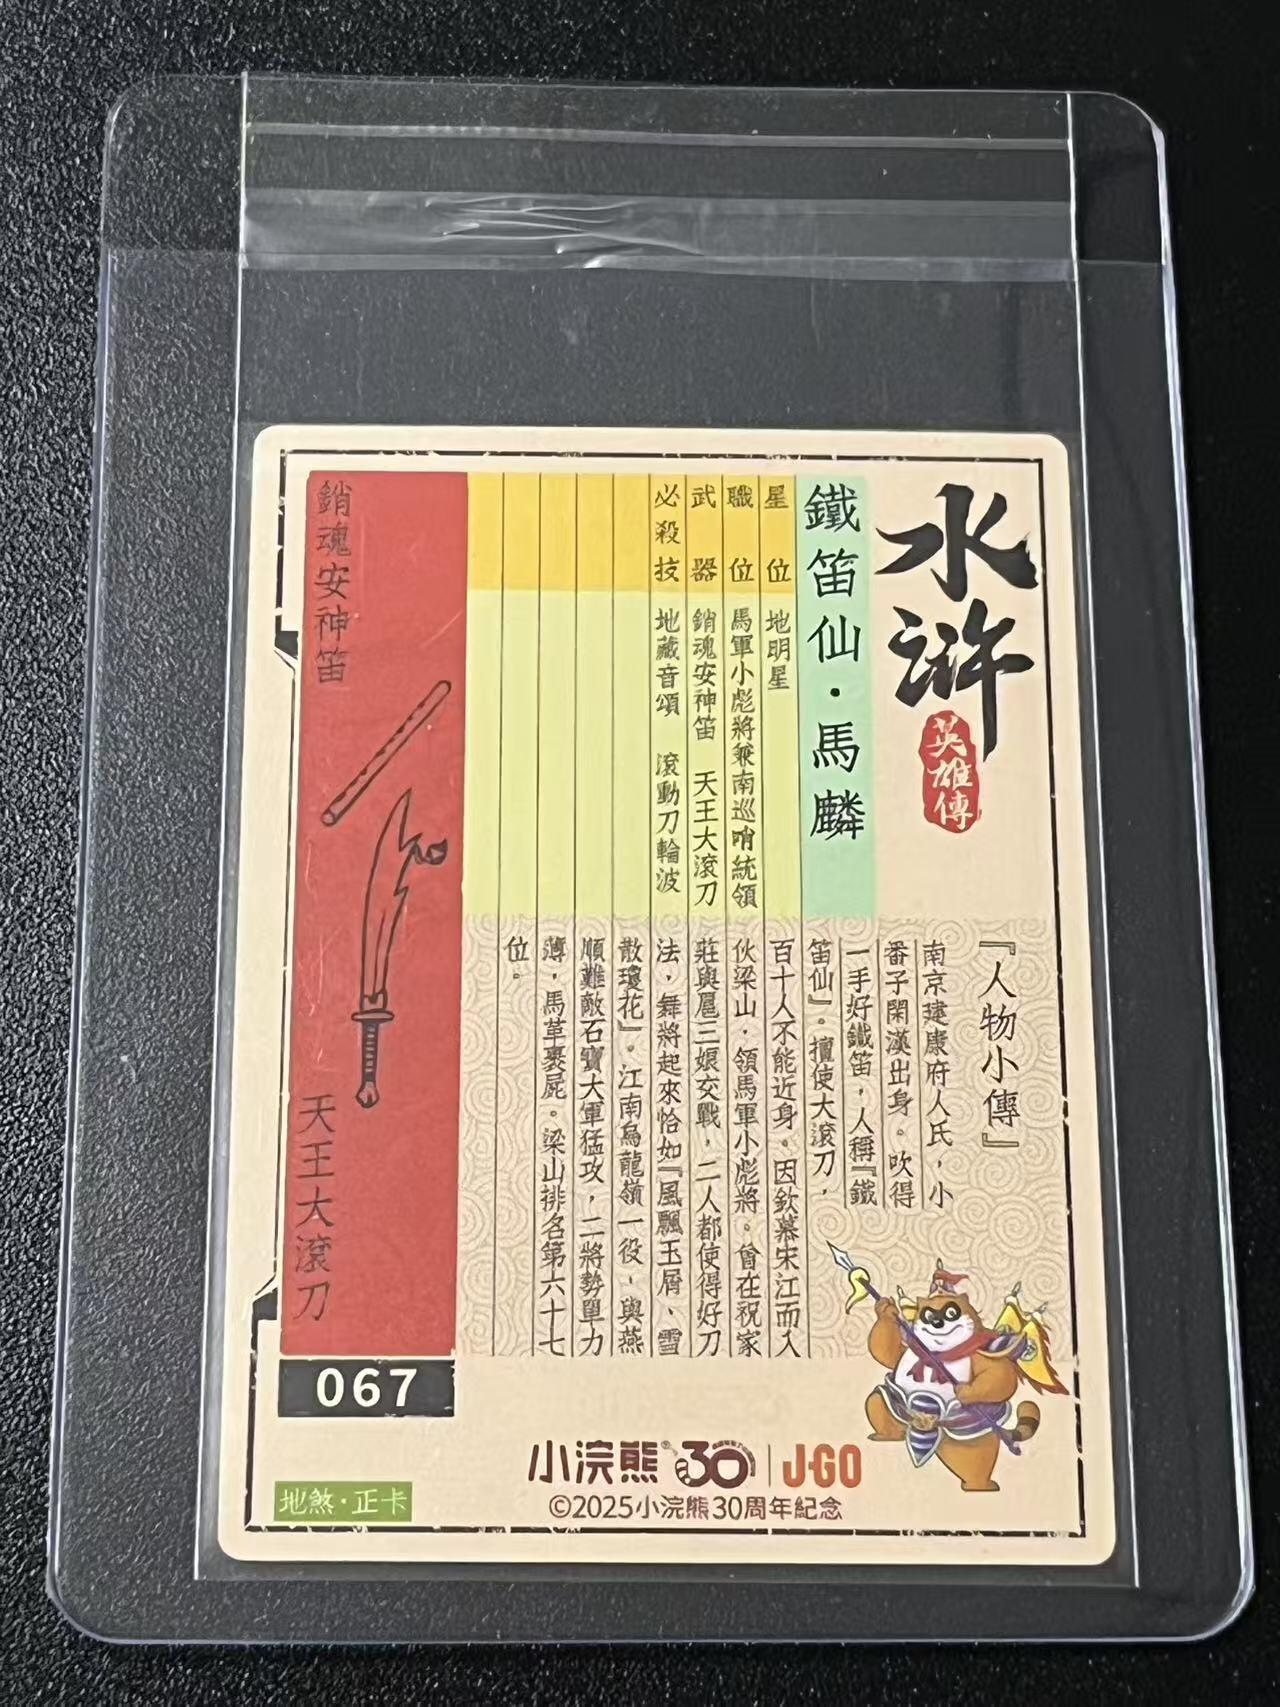 水滸
英雄傳
鐵笛仙·馬麟
星位 地明星
職位 馬軍小彪將兼南巡哨統領
武器 銷魂安神笛 天王大滾刀
必殺技 地藏音頌 滾動刀輪波
『人物小傳』
南京建康府人氏，小
番子閑漢出身。吹得
一手好鐵笛，人稱『鐵
笛仙』。擅使大滾刀，
百十人不能近身。因欽慕宋江而入
伙梁山，領馬軍小彪將。曾在祝家
莊與扈三娘交戰，二人都使得好刀
法，舞將起來恰如『風飄玉屑、雪
散瓊花』。江南烏龍嶺一役，與燕
順難敵石寶大軍猛攻，二將勢單力
薄，馬革裹屍。梁山排名第六十七
位。
銷魂安神笛
天王大滾刀
067
地煞·正卡
小浣熊® 30 | J·GO
©2025小浣熊30周年紀念